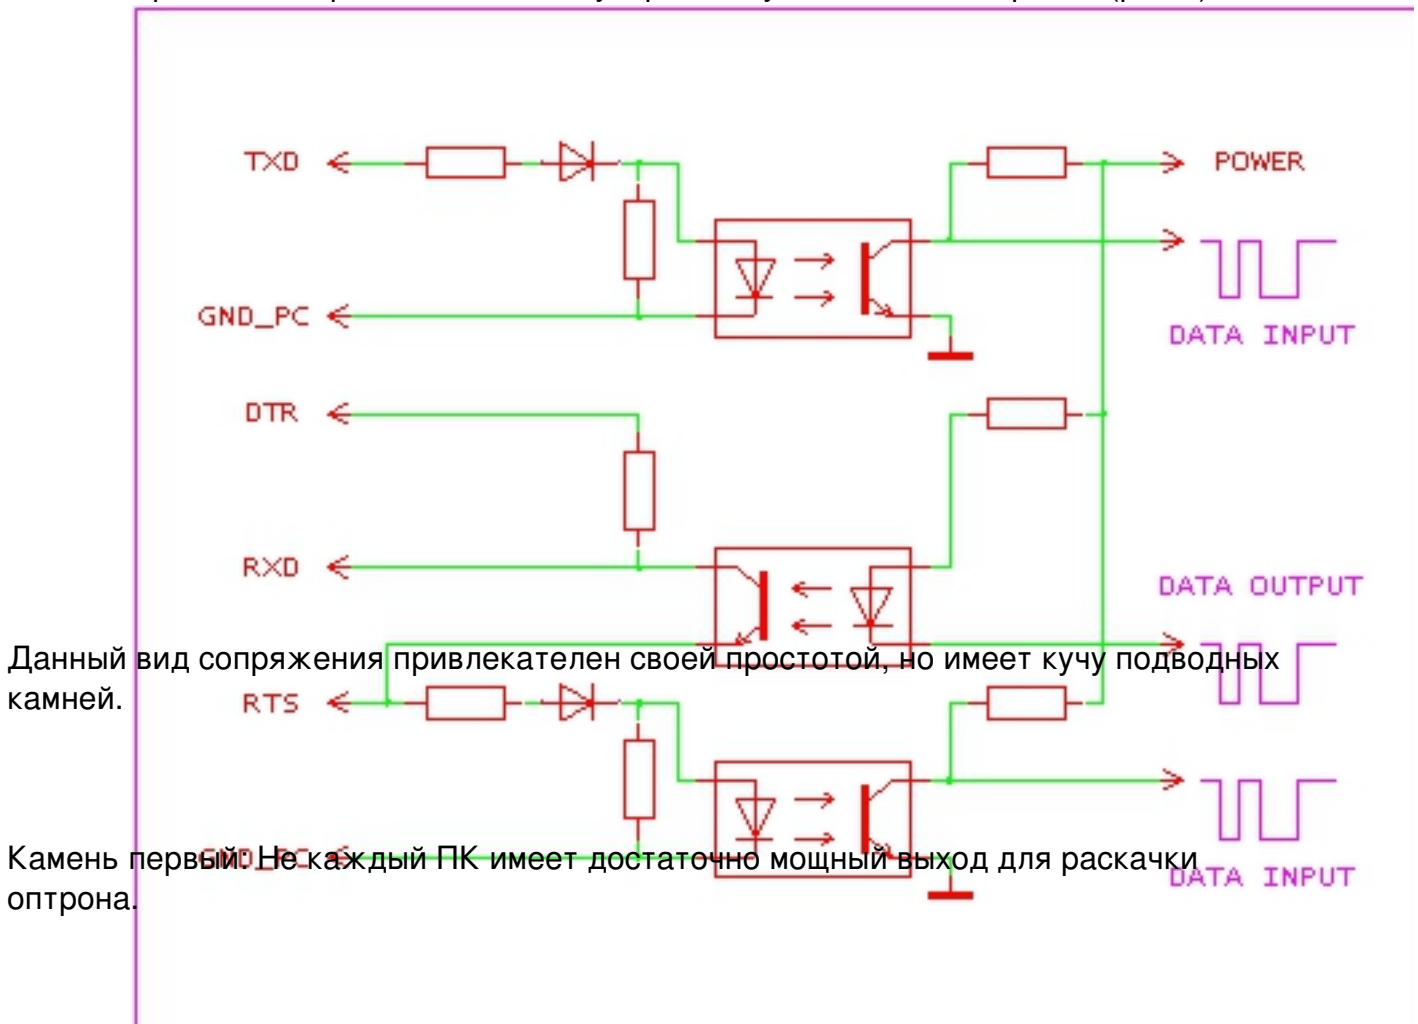 TXD
POWER
GND_PC
DATA INPUT
DTR
RXD
DATA OUTPUT
Данный вид сопряжения привлекателен своей простотой, но имеет кучу подводных
камней.
RTS
Камень первый: Не каждый ПК имеет достаточно мощный выход для раскачки
оптрона.
GND_PC
DATA INPUT